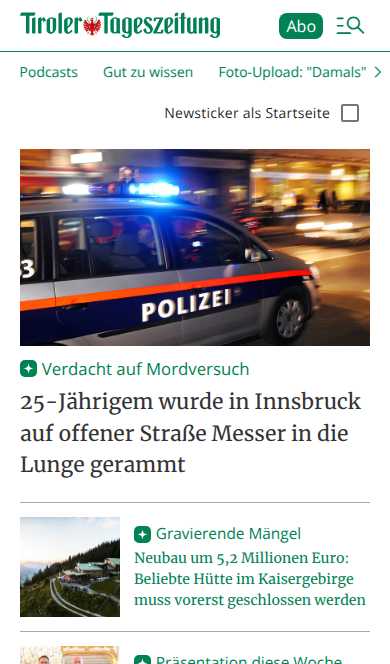 Tiroler Tageszeitung
Abo
Podcasts Gut zu wissen Foto-Upload: "Damals"
Newsticker als Startseite
3
POLIZEI
Verdacht auf Mordversuch
25-Jährigem wurde in Innsbruck
auf offener Straße Messer in die
Lunge gerammt
Gravierende Mängel
Neubau um 5,2 Millionen Euro:
Beliebte Hütte im Kaisergebirge
muss vorerst geschlossen werden
Präsentation diese Woche